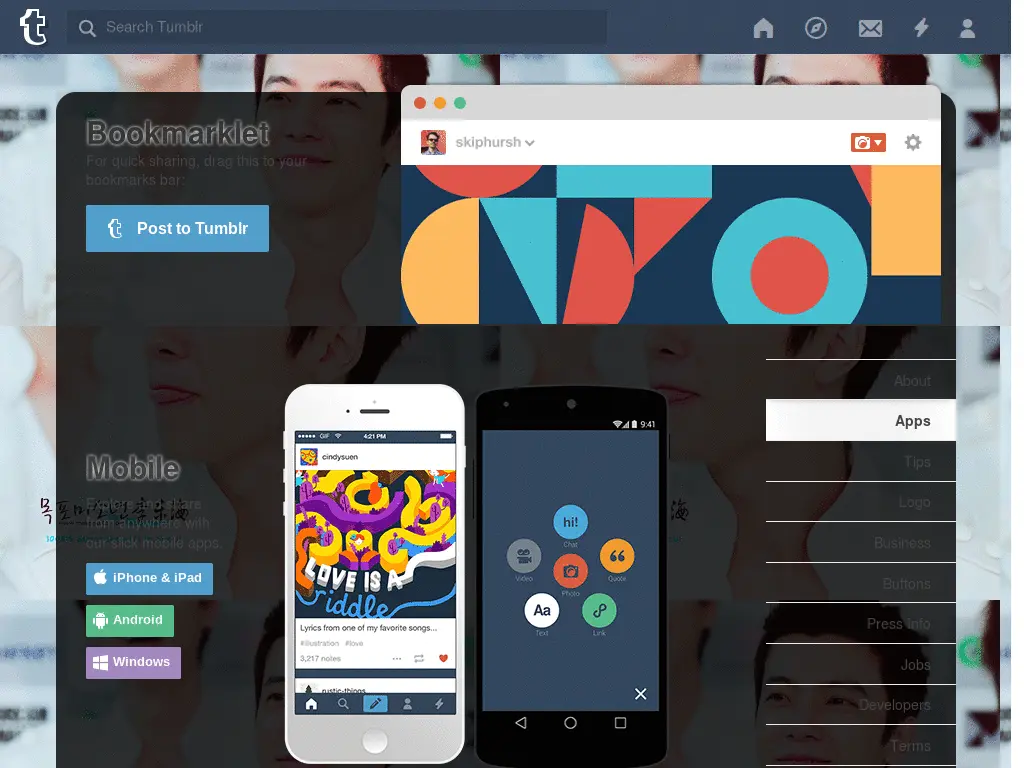 t
Search Tumblr
Bookmarklet
For quick sharing, drag this to your
bookmarks bar:
Post to Tumblr
skiphursh
Mobile
Explore and share
from anywhere with
our slick mobile apps.
iPhone & iPad
Android
Windows
GIF
4:21 PM
cindysuen
LOVE IS A
riddle
Lyrics from one of my favorite songs...
#illustration #love
3,217 notes
rustic-things
9:41
hi!
Chat
Video
Quote
Photo
Aa
Text
Link
About
Apps
Tips
Logo
Business
Buttons
Press Info
Jobs
Developers
Terms